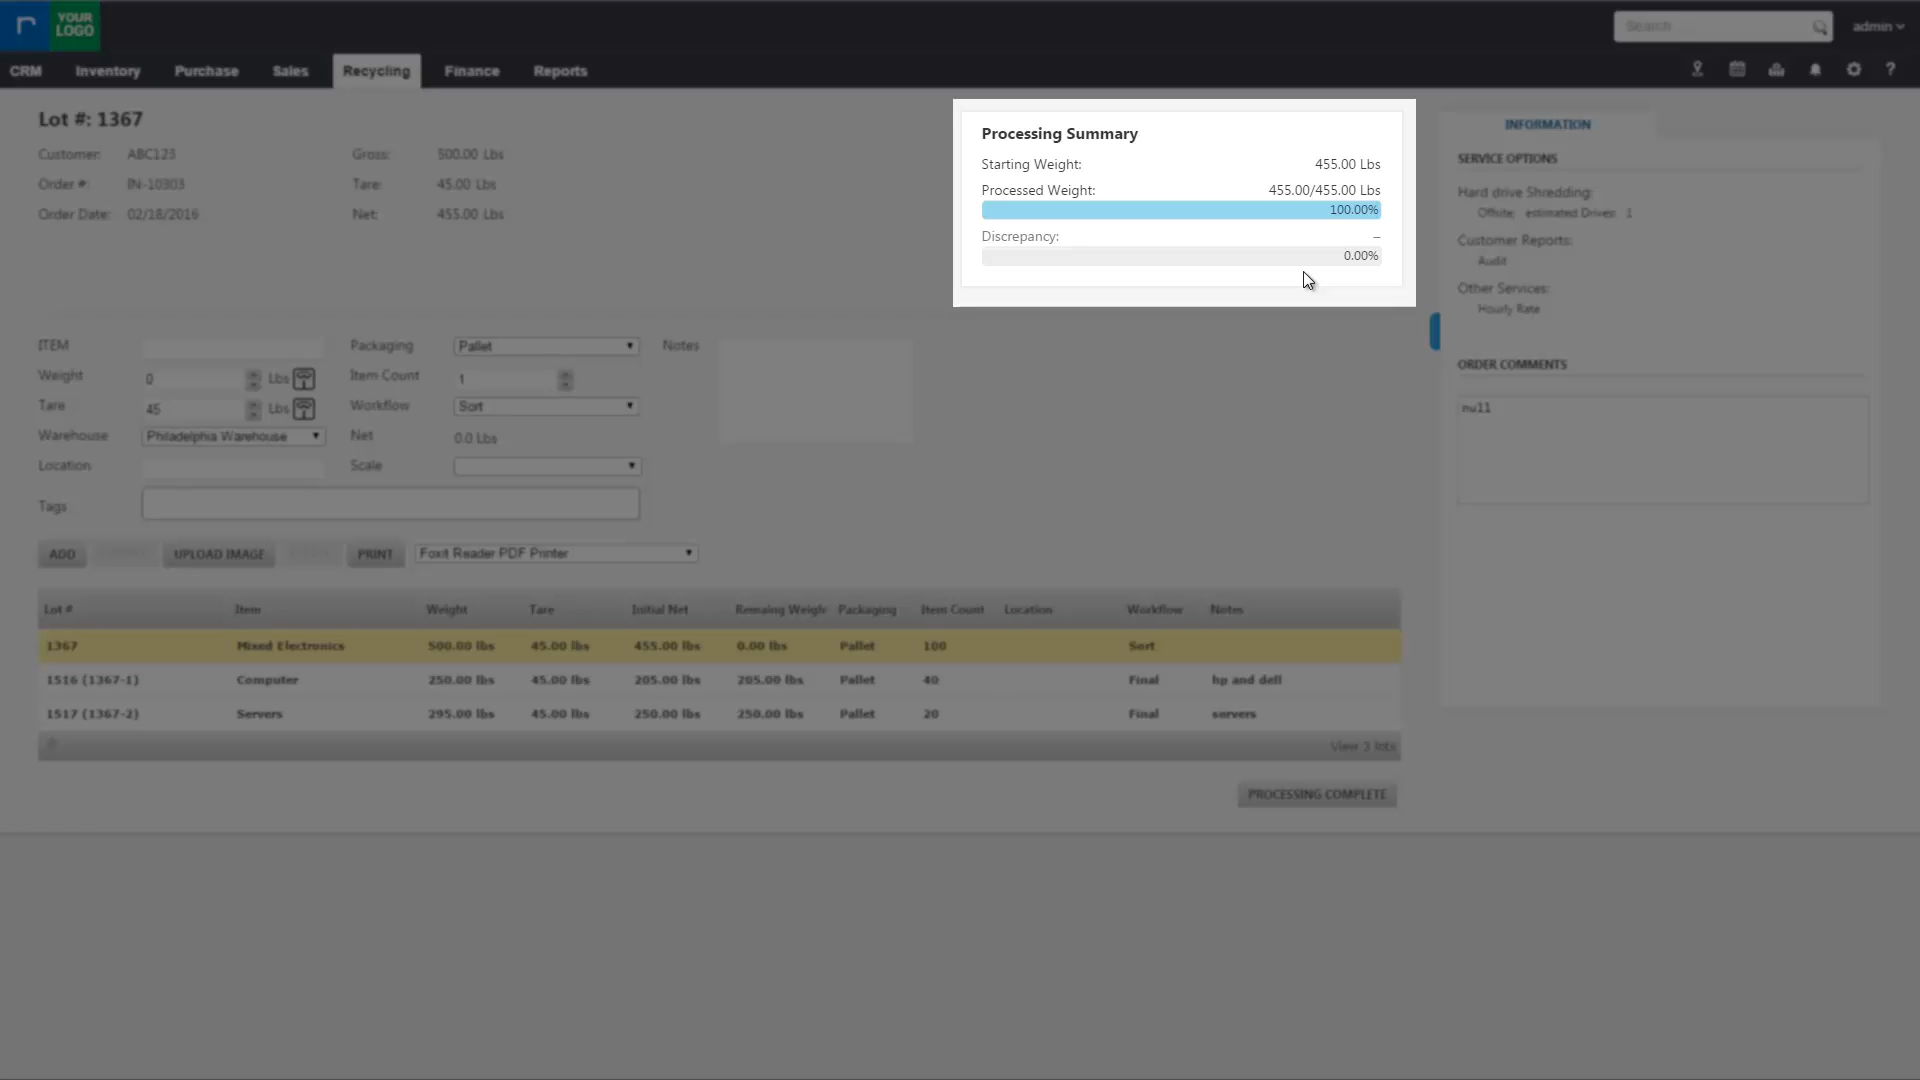 r YOUR LOGO
Search
admin
CRM Inventory Purchase Sales Recycling Finance Reports
?
Lot #: 1367
Customer: ABC123 Gross: 500.00 Lbs
Order #: IN-10303 Tare: 45.00 Lbs
Order Date: 02/18/2016 Net: 455.00 Lbs
Processing Summary
Starting Weight: 455.00 Lbs
Processed Weight: 455.00/455.00 Lbs
100.00%
Discrepancy: –
0.00%
INFORMATION
SERVICE OPTIONS
Hard drive Shredding:
Offsite: estimated Drives: 1
Customer Reports:
Audit
Other Services:
Hourly Rate
ORDER COMMENTS
null
ITEM Packaging Pallet Notes
Weight 0 Lbs Item Count 1
Tare 45 Lbs Workflow Sort
Warehouse Philadelphia Warehouse Net 0.0 Lbs
Location Scale
Tags
ADD UPLOAD IMAGE PRINT Foxit Reader PDF Printer
Lot # Item Weight Tare Initial Net Remaing Weigh Packaging Item Count Location Workflow Notes
1367 Mixed Electronics 500.00 lbs 45.00 lbs 455.00 lbs 0.00 lbs Pallet 100 Sort
1516 (1367-1) Computer 250.00 lbs 45.00 lbs 205.00 lbs 205.00 lbs Pallet 40 Final hp and dell
1517 (1367-2) Servers 295.00 lbs 45.00 lbs 250.00 lbs 250.00 lbs Pallet 20 Final servers
View 3 lots
PROCESSING COMPLETE